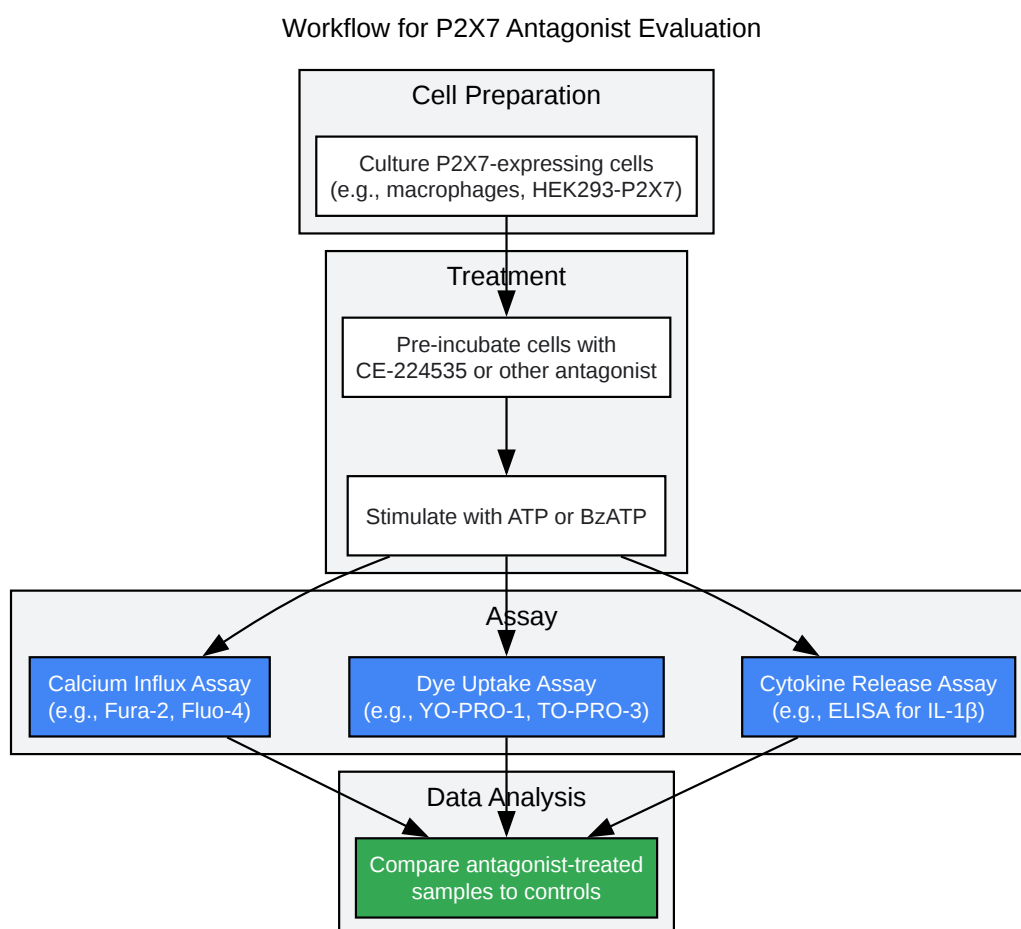 Workflow for P2X7 Antagonist Evaluation
Cell Preparation
Culture P2X7-expressing cells
(e.g., macrophages, HEK293-P2X7)
Treatment
Pre-incubate cells with
CE-224535 or other antagonist
Stimulate with ATP or BzATP
Assay
Calcium Influx Assay
(e.g., Fura-2, Fluo-4)
Dye Uptake Assay
(e.g., YO-PRO-1, TO-PRO-3)
Cytokine Release Assay
(e.g., ELISA for IL-1β)
Data Analysis
Compare antagonist-treated
samples to controls